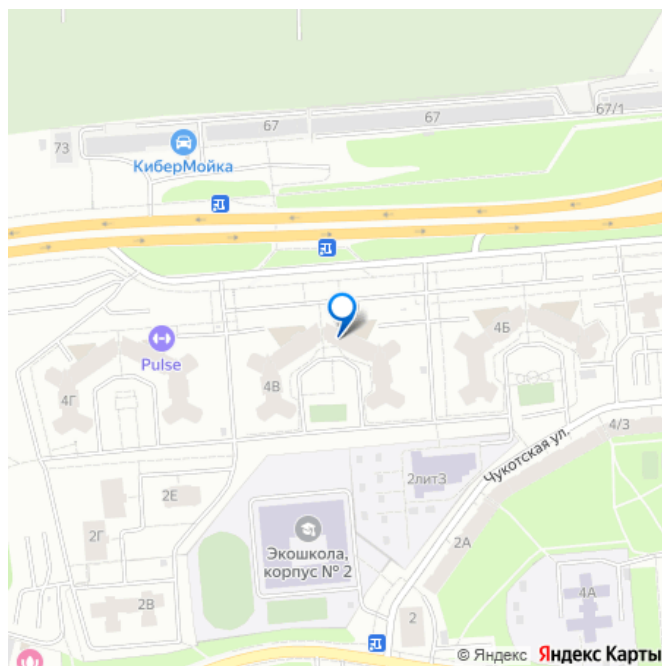 67/1
67
67
73
КиберМойка
4Б
Pulse
4Г
4В
4/3
Чукотская ул.
2лит3
2Е
2Г
Экошкола,
корпус № 2
2А
4А
2В
2
© Яндекс Яндекс Карты